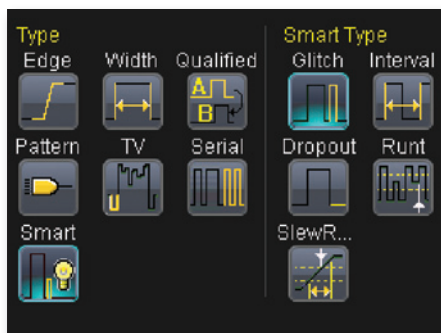 Type
Smart Type
Edge Width Qualified
Glitch Interval
A
B
Pattern TV Serial
Dropout Runt
Smart
SlewR...